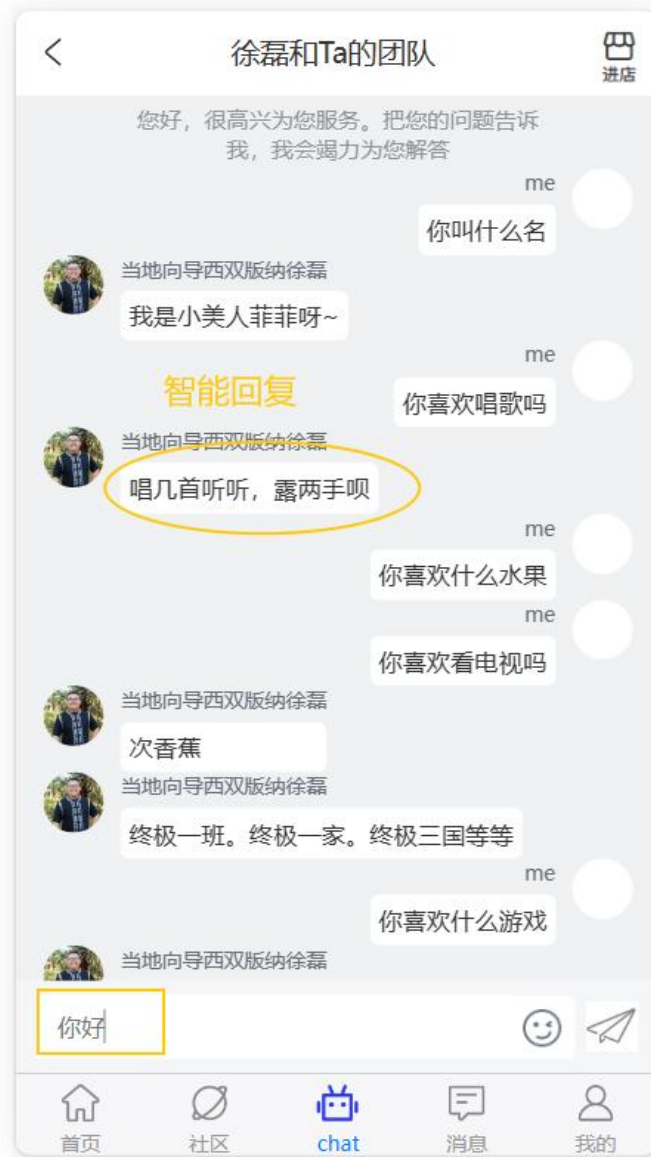 徐磊和Ta的团队
进店
您好，很高兴为您服务。把您的问题告诉
我，我会竭力为您解答
me
你叫什么名
当地向导西双版纳徐磊
我是小美人菲菲呀~
me
智能回复
你喜欢唱歌吗
当地向导西双版纳徐磊
唱几首听听，露两手呗
me
你喜欢什么水果
me
你喜欢看电视吗
当地向导西双版纳徐磊
次香蕉
当地向导西双版纳徐磊
终极一班。终极一家。终极三国等等
me
你喜欢什么游戏
当地向导西双版纳徐磊
你好
首页 社区 chat 消息 我的